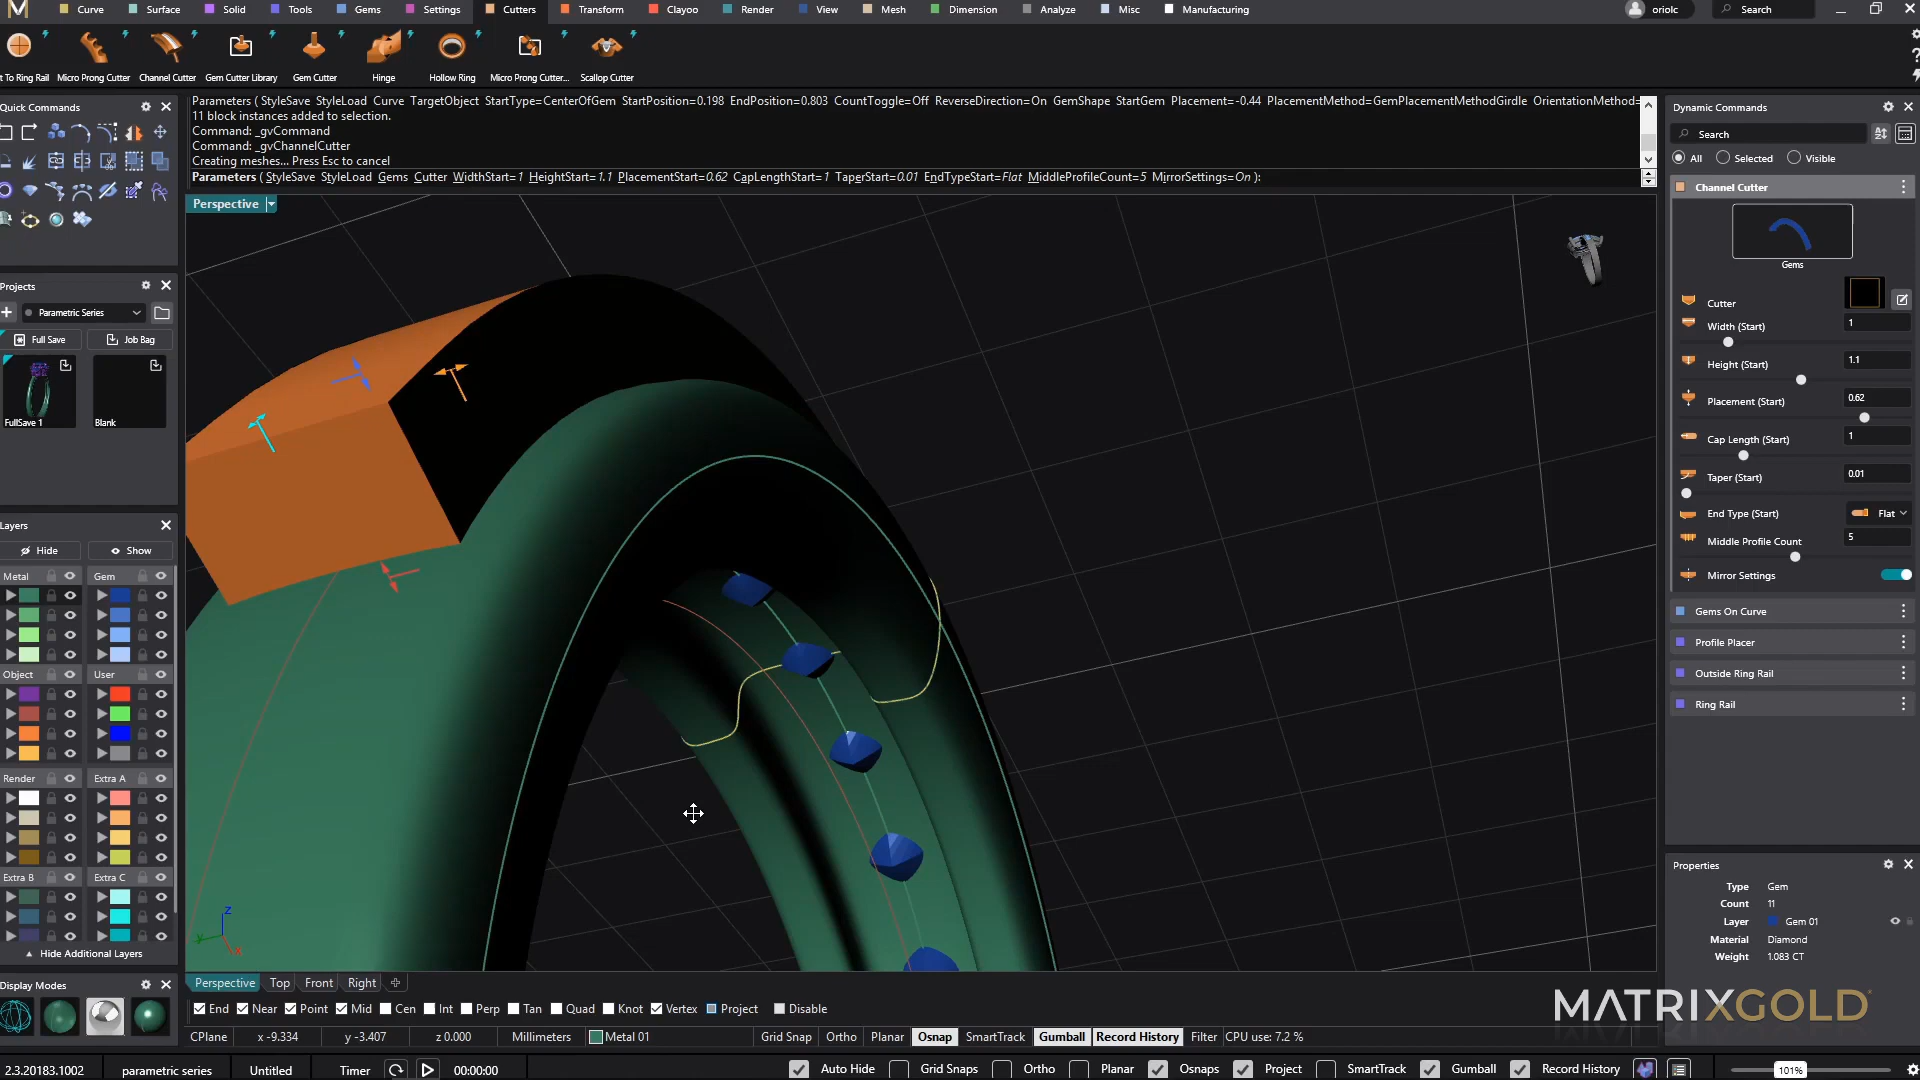 Curve Surface Solid Tools Gems Settings Cutters Transform Clayoo Render View Mesh Dimension Analyze Misc Manufacturing oriolc Search
t To Ring Rail Micro Prong Cutter Channel Cutter Gem Cutter Library Gem Cutter Hinge Hollow Ring Micro Prong Cutter... Scallop Cutter
Quick Commands
Parameters ( StyleSave StyleLoad Curve TargetObject StartType=CenterOfGem StartPosition=0.198 EndPosition=0.803 CountToggle=Off ReverseDirection=On GemShape StartGem Placement=-0.44 PlacementMethod=GemPlacementMethodGirdle OrientationMethod=
11 block instances added to selection.
Command: _gvCommand
Command: _gvChannelCutter
Creating meshes... Press Esc to cancel
Parameters ( StyleSave StyleLoad Gems Cutter WidthStart=1 HeightStart=1.1 PlacementStart=0.62 CapLengthStart=1 TaperStart=0.01 EndTypeStart=Flat MiddleProfileCount=5 MirrorSettings=On ):
Perspective
Projects
Parametric Series
Full Save Job Bag
FullSave 1 Blank
Layers
Hide Show
Metal Gem
Object User
Render Extra A
Extra B Extra C
Hide Additional Layers
Display Modes
z
y
x
Dynamic Commands
Search
All Selected Visible
Channel Cutter
Gems
Cutter
Width (Start) 1
Height (Start) 1.1
Placement (Start) 0.62
Cap Length (Start) 1
Taper (Start) 0.01
End Type (Start) Flat
Middle Profile Count 5
Mirror Settings
Gems On Curve
Profile Placer
Outside Ring Rail
Ring Rail
Properties
Type Gem
Count 11
Layer Gem 01
Material Diamond
Weight 1.083 CT
MATRIXGOLD
Perspective Top Front Right
End Near Point Mid Cen Int Perp Tan Quad Knot Vertex Project Disable
CPlane x -9.334 y -3.407 z 0.000 Millimeters Metal 01 Grid Snap Ortho Planar Osnap SmartTrack Gumball Record History Filter CPU use: 7.2 %
2.3.20183.1002 parametric series Untitled Timer 00:00:00 Auto Hide Grid Snaps Ortho Planar Osnaps Project SmartTrack Gumball Record History 101%